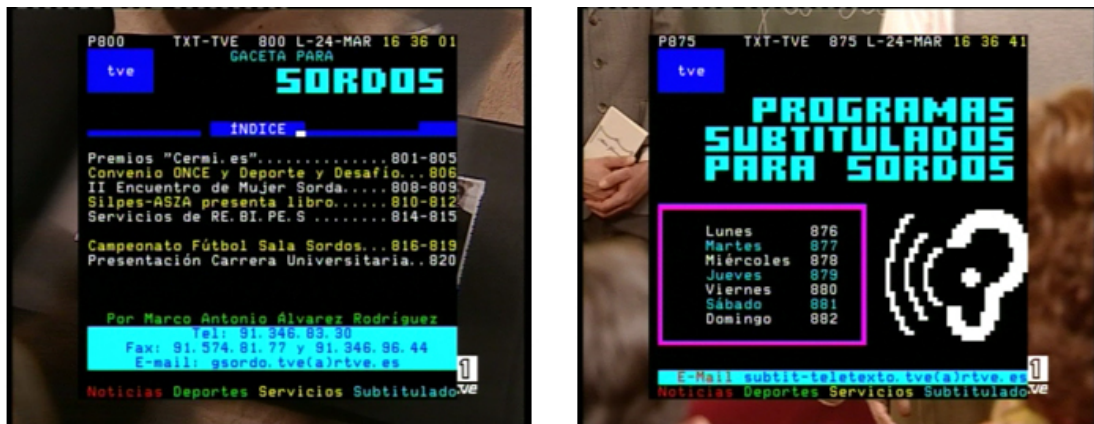 P800 TXT-TVE 800 L-24-MAR 16 36 01
tve
GACETA PARA
SORDOS
ÍNDICE
Premios "Cermi.es"..............801-805
Convenio ONCE y Deporte y Desafío...806
II Encuentro de Mujer Sorda.....808-809
Silpes-ASZA presenta libro......810-812
Servicios de RE.BI.PE.S ........814-815
Campeonato Fútbol Sala Sordos...816-819
Presentación Carrera Universitaria..820
Por Marco Antonio Álvarez Rodríguez
Tel: 91.346.83.30
Fax: 91.574.81.77 y 91.346.96.44
E-mail: gsordo.tve(a)rtve.es
Noticias Deportes Servicios Subtitulado
1
tve
P875 TXT-TVE 875 L-24-MAR 16 36 41
tve
PROGRAMAS
SUBTITULADOS
PARA SORDOS
Lunes 876
Martes 877
Miércoles 878
Jueves 879
Viernes 880
Sábado 881
Domingo 882
E-Mail subtit-teletexto.tve(a)rtve.es
Noticias Deportes Servicios Subtitulado
1
tve